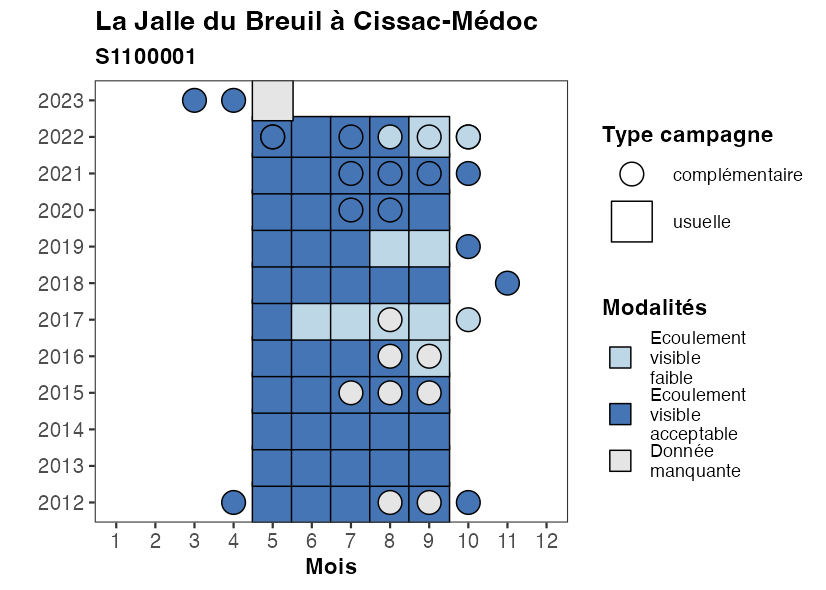 La Jalle du Breuil à Cissac-Médoc
S1100001
2023
2022
2021
2020
2019
2018
2017
2016
2015
2014
2013
2012
1 2 3 4 5 6 7 8 9 10 11 12
Mois
Type campagne
complémentaire
usuelle
Modalités
Ecoulement
visible
faible
Ecoulement
visible
acceptable
Donnée
manquante